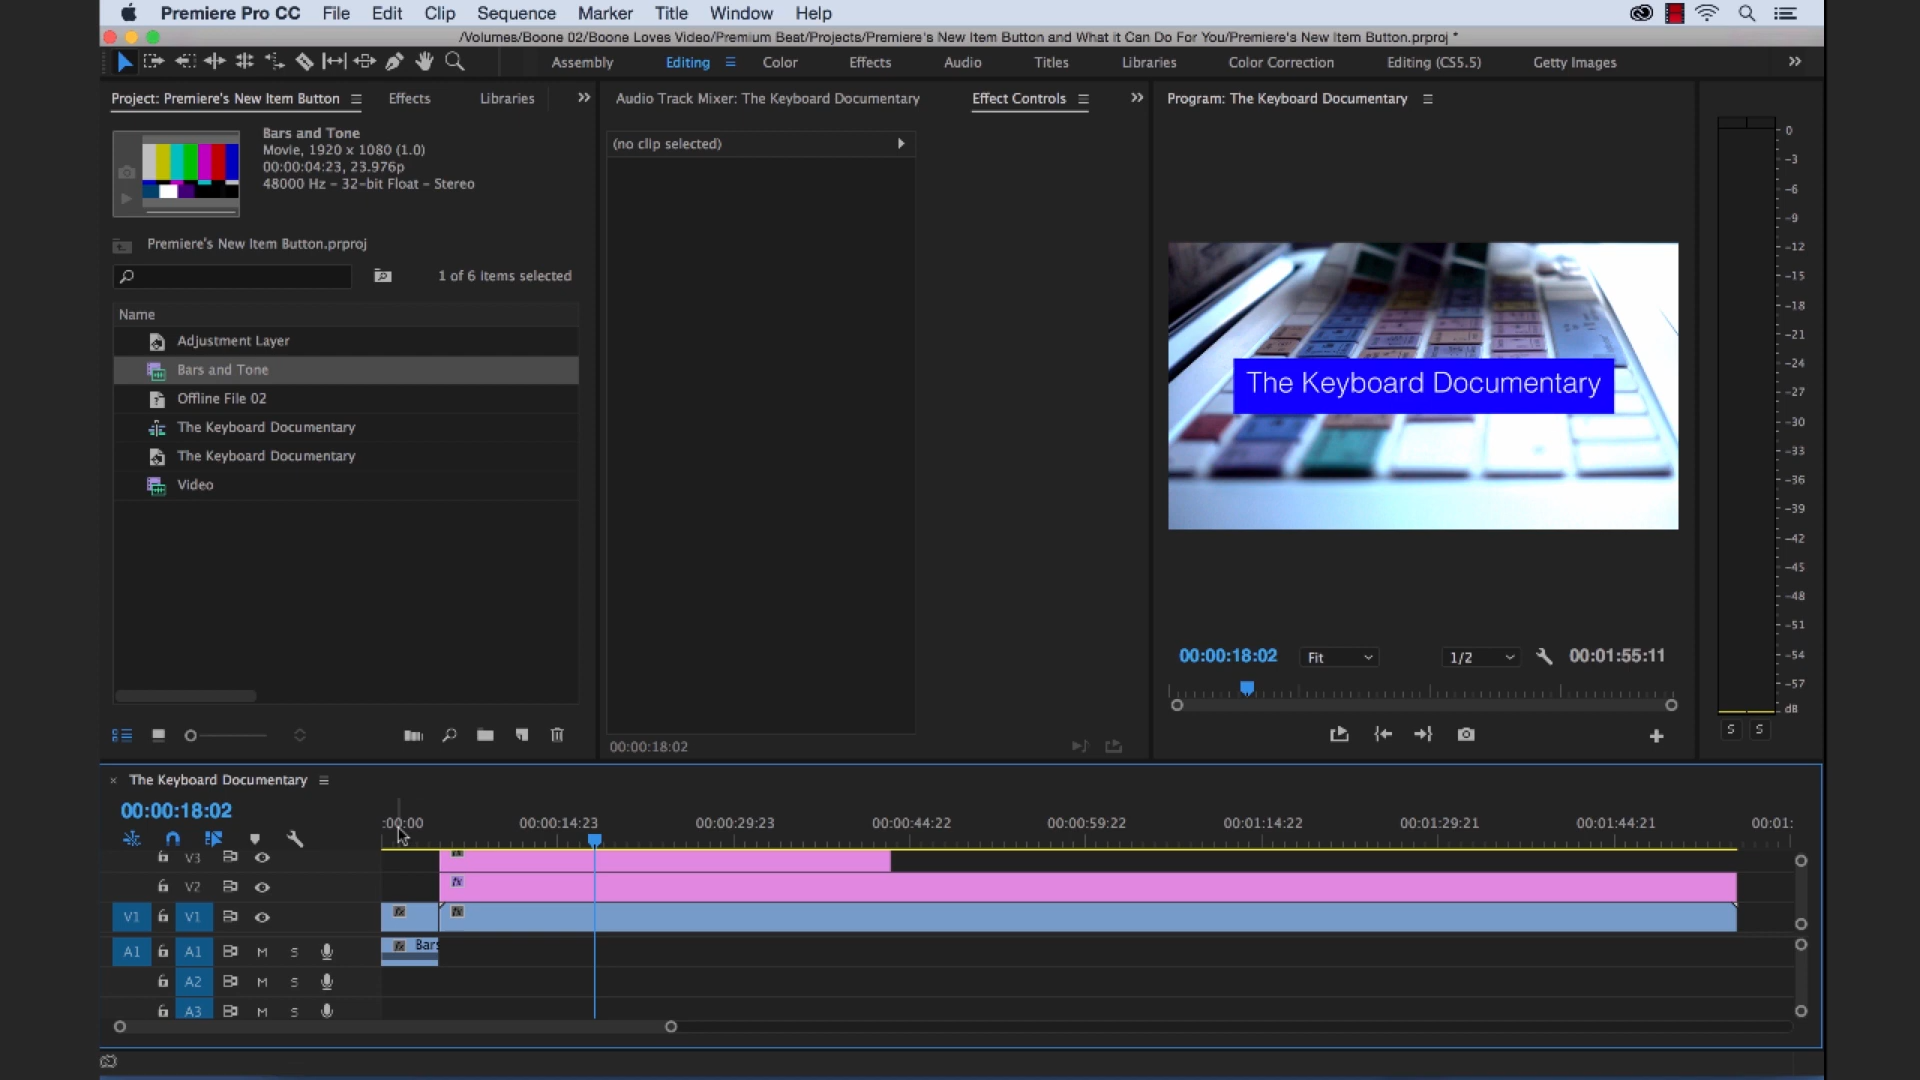 Premiere Pro CC File Edit Clip Sequence Marker Title Window Help
/Volumes/Boone 02/Boone Loves Video/Premium Beat/Projects/Premiere's New Item Button and What it Can Do For You/Premiere's New Item Button.prproj *
Assembly Editing Color Effects Audio Titles Libraries Color Correction Editing (CS5.5) Getty Images
Project: Premiere's New Item Button Effects Libraries
Audio Track Mixer: The Keyboard Documentary Effect Controls
Program: The Keyboard Documentary
Bars and Tone
Movie, 1920 x 1080 (1.0)
00:00:04:23, 23.976p
48000 Hz - 32-bit Float - Stereo
(no clip selected)
Premiere's New Item Button.prproj
1 of 6 Items selected
Name
Adjustment Layer
Bars and Tone
Offline File 02
The Keyboard Documentary
The Keyboard Documentary
Video
The Keyboard Documentary
00:00:18:02 Fit 1/2 00:01:55:11
00:00:18:02
0
-3
-6
-9
-12
-15
-18
-21
-24
-27
-30
-33
-36
-39
-42
-45
-48
-51
-54
-57
dB
S S
The Keyboard Documentary
00:00:18:02
:00:00 00:00:14:23 00:00:29:23 00:00:44:22 00:00:59:22 00:01:14:22 00:01:29:21 00:01:44:21 00:01:
V3
V2 fx
V1 V1 fx fx
A1 A1 M S fx Bars
A2 M S
A3 M S